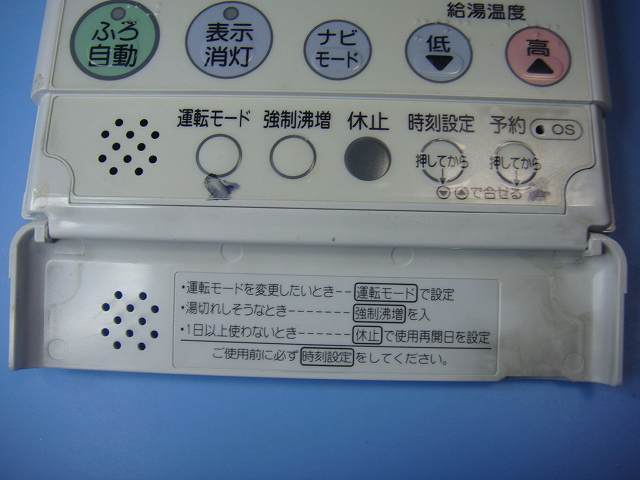 給湯温度
ふろ自動
表示消灯
ナビモード
低
高
運転モード 強制沸増 休止 時刻設定 予約 OS
押してから 押してから
で合せる
・運転モードを変更したいとき---運転モードで設定
・湯切れしそうなとき-------強制沸増を入
・1日以上使わないとき------休止で使用再開日を設定
ご使用前に必ず時刻設定をしてください。